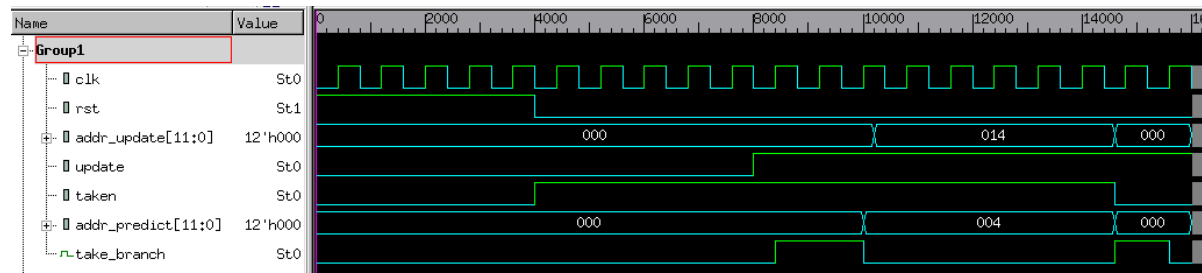 Name Value 0 2000 4000 6000 8000 10000 12000 14000
Group1
clk St0
rst St1
addr_update[11:0] 12'h000 000 014 000
update St0
taken St0
addr_predict[11:0] 12'h000 000 004 000
take_branch St0